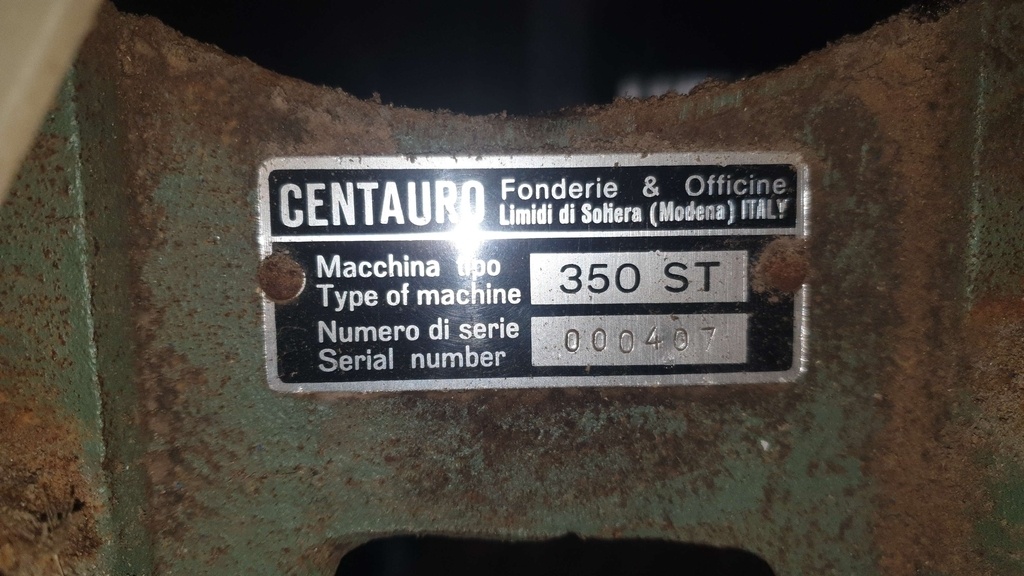 CENTAURO Fonderie & Officine
Limidi di Soliera (Modena) ITALY
Macchina tipo
Type of machine 350 ST
Numero di serie
Serial number 000407